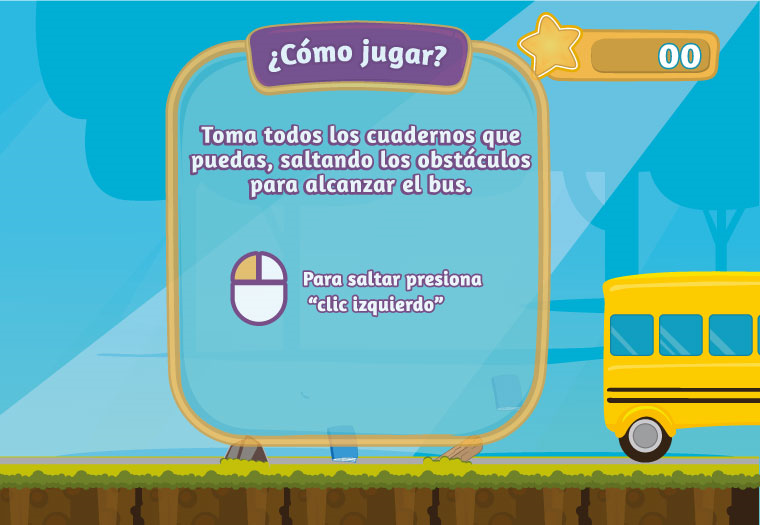 ¿Cómo jugar?
00
Toma todos los cuadernos que
puedas, saltando los obstáculos
para alcanzar el bus.
Para saltar presiona
“clic izquierdo”